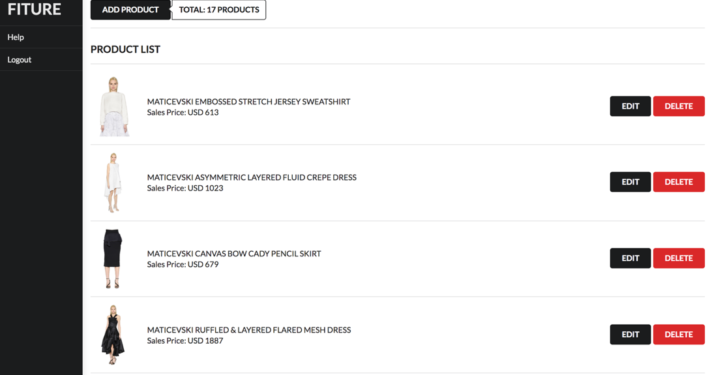 FITURE
Help
Logout
ADD PRODUCT
TOTAL: 17 PRODUCTS
PRODUCT LIST
MATICEVSKI EMBOSSED STRETCH JERSEY SWEATSHIRT
Sales Price: USD 613
EDIT
DELETE
MATICEVSKI ASYMMETRIC LAYERED FLUID CREPE DRESS
Sales Price: USD 1023
EDIT
DELETE
MATICEVSKI CANVAS BOW CADY PENCIL SKIRT
Sales Price: USD 679
EDIT
DELETE
MATICEVSKI RUFFLED & LAYERED FLARED MESH DRESS
Sales Price: USD 1887
EDIT
DELETE